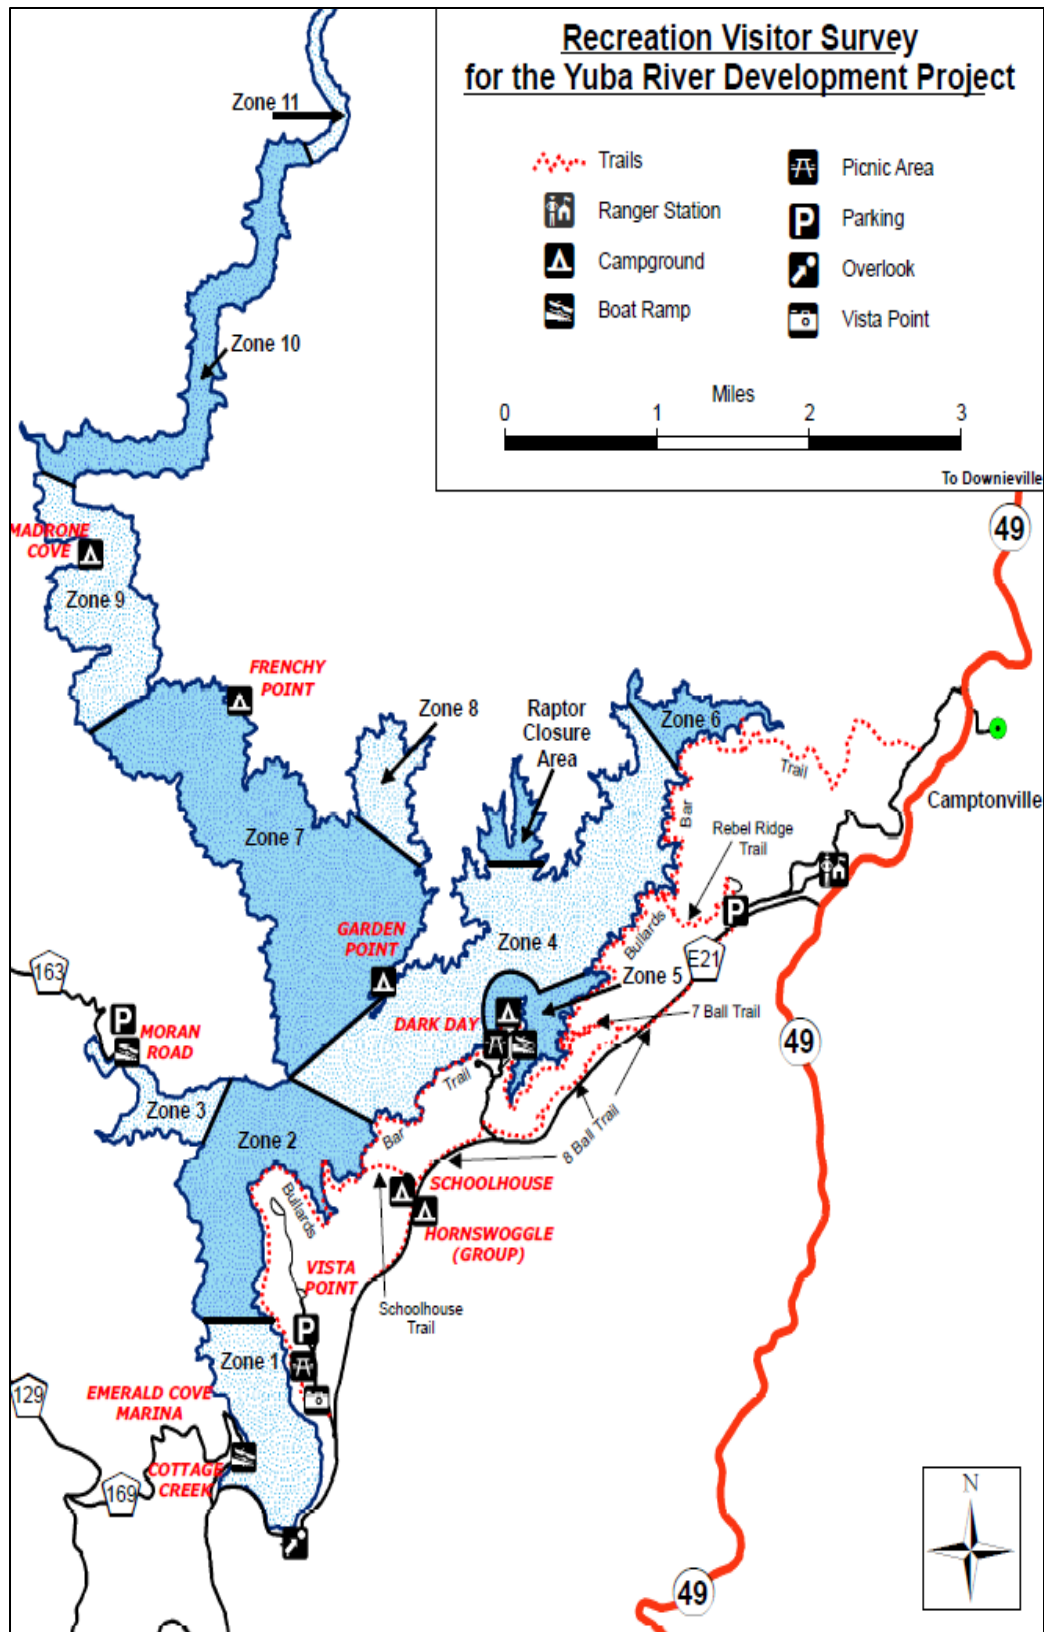 Recreation Visitor Survey
for the Yuba River Development Project
Trails
Ranger Station
Campground
Boat Ramp
Picnic Area
P
Parking
Overlook
Vista Point
Miles
0 1 2 3
To Downieville
49
Zone 11
Zone 10
MADRONE
COVE
Zone 9
FRENCHY
POINT
Zone 8
Raptor
Closure
Area
Zone 6
Trail
Bar
Camptonville
Zone 7
Rebel Ridge
Trail
P
GARDEN
POINT
Bullards
Zone 4
E21
Zone 5
163
P
MORAN
ROAD
DARK DAY
7 Ball Trail
49
Trail
Zone 3
Zone 2
Bar
8 Ball Trail
SCHOOLHOUSE
Bullards
HORNSWOGGLE
(GROUP)
VISTA
POINT
Schoolhouse
Trail
P
Zone 1
129
EMERALD COVE
MARINA
COTTAGE
CREEK
169
N
49